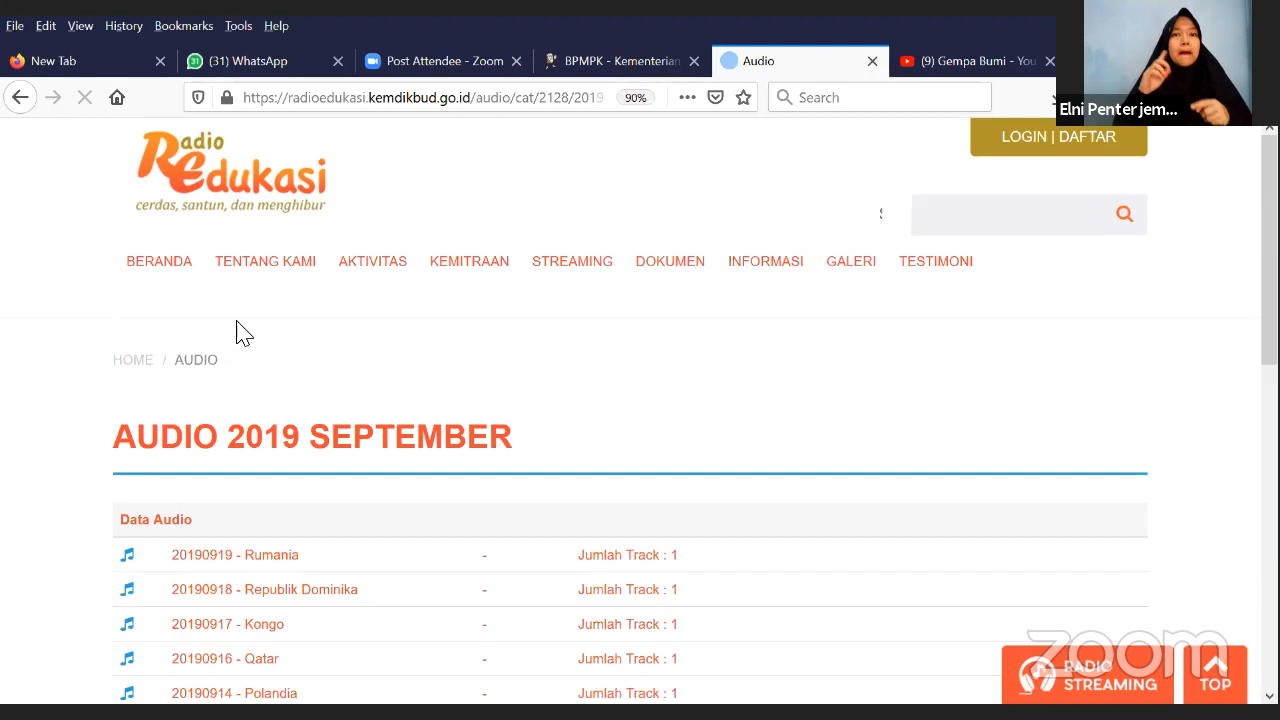 File Edit View History Bookmarks Tools Help
New Tab
(31) WhatsApp
Post Attendee - Zoom
BPMPK - Kementerian
Audio
(9) Gempa Bumi - You
https://radioedukasi.kemdikbud.go.id/audio/cat/2128/2019
90%
Search
Elni Penterjem...
Radio Edukasi
cerdas, santun, dan menghibur
LOGIN | DAFTAR
BERANDA TENTANG KAMI AKTIVITAS KEMITRAAN STREAMING DOKUMEN INFORMASI GALERI TESTIMONI
HOME / AUDIO
AUDIO 2019 SEPTEMBER
Data Audio
20190919 - Rumania - Jumlah Track : 1
20190918 - Republik Dominika - Jumlah Track : 1
20190917 - Kongo - Jumlah Track : 1
20190916 - Qatar - Jumlah Track : 1
20190914 - Polandia - Jumlah Track : 1
zoom
RADIO STREAMING
TOP